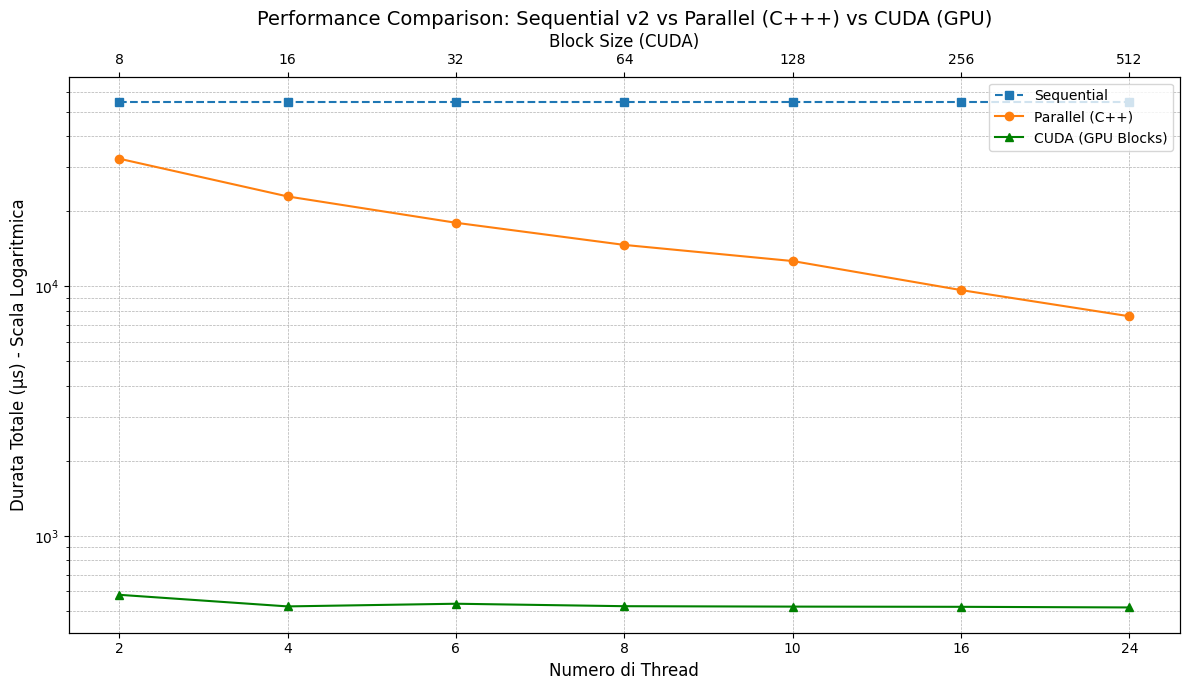 Performance Comparison: Sequential v2 vs Parallel (C+++) vs CUDA (GPU)
Block Size (CUDA)
8 16 32 64 128 256 512
Sequential
Parallel (C++)
CUDA (GPU Blocks)
Durata Totale (µs) - Scala Logaritmica
10⁴
10³
2 4 6 8 10 16 24
Numero di Thread